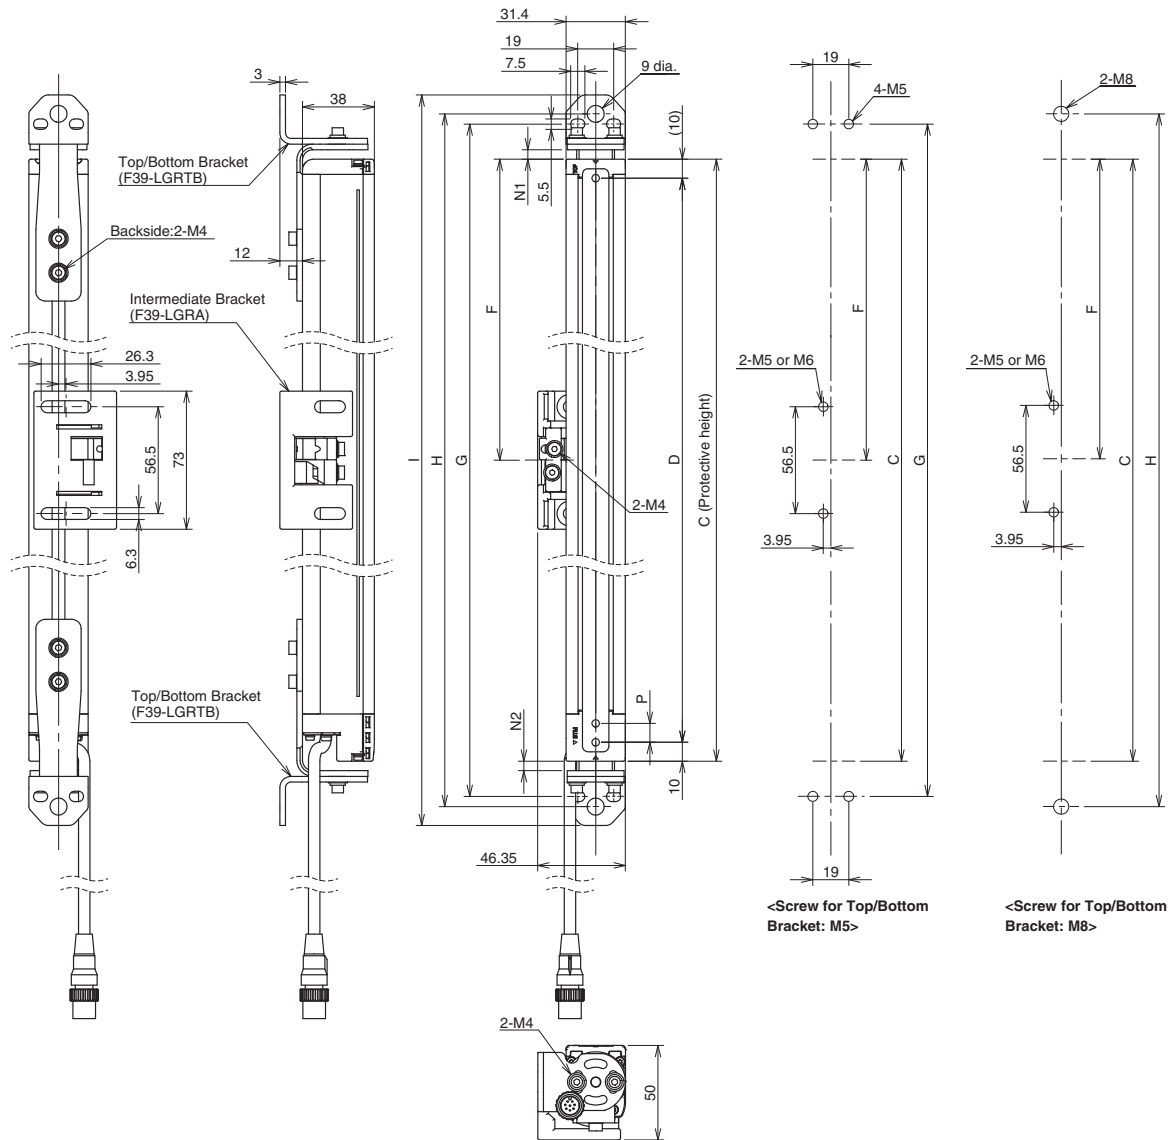 31.4
19
7.5
9 dia.
3
38
(10)
Top/Bottom Bracket
(F39-LGRTB)
N1
5.5
Backside:2-M4
12
Intermediate Bracket
(F39-LGRA)
F
26.3
3.95
56.5
73
6.3
I
H
G
2-M4
D
C (Protective height)
Top/Bottom Bracket
(F39-LGRTB)
N2
P
10
46.35
19
4-M5
F
2-M5 or M6
56.5
C
G
3.95
19
<Screw for Top/Bottom
Bracket: M5>
2-M8
F
2-M5 or M6
56.5
C
H
3.95
<Screw for Top/Bottom
Bracket: M8>
2-M4
50